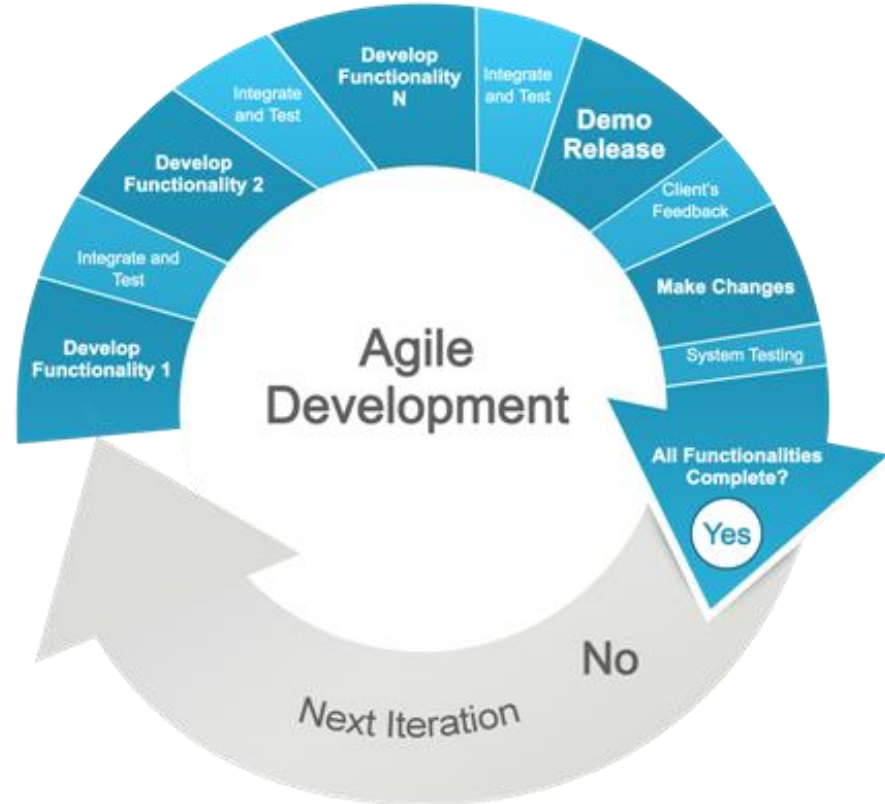 Develop
Functionality 1
Integrate and
Test
Develop
Functionality 2
Integrate
and Test
Develop
Functionality
N
Integrate
and Test
Demo
Release
Client's
Feedback
Make Changes
System Testing
All Functionalities
Complete?
Yes
No
Next Iteration
Agile
Development